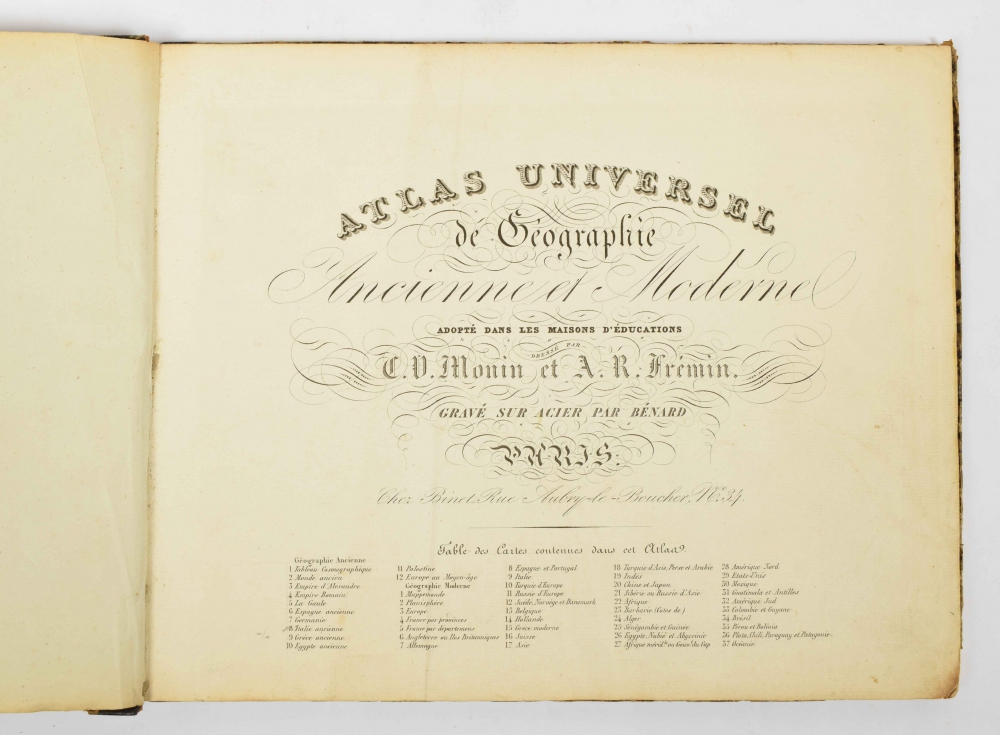 ATLAS UNIVERSEL
de Géographie
Ancienne et Moderne
ADOPTÉ DANS LES MAISONS D'ÉDUCATIONS
DRESSÉ PAR
C.V. Monin et A.R. Frémin.
GRAVÉ SUR ACIER PAR BÉNARD
PARIS:
Chez Binet, Rue Aubry-le-Boucher, No. 34.
Table des Cartes contenues dans cet Atlas.
Géographie Ancienne
1 Tableau Cosmographique
2 Monde ancien
3 Empire d'Alexandre
4 Empire Romain
5 La Gaule
6 Espagne ancienne
7 Germanie
8 Italie ancienne
9 Grèce ancienne
10 Egypte ancienne
11 Palestine
12 Europe au Moyen-âge
Géographie Moderne
1 Mappemonde
2 Planisphère
3 Europe
4 France par provinces
5 France par départemens
6 Angleterre ou Iles Britanniques
7 Allemagne
8 Espagne et Portugal
9 Italie
10 Turquie d'Europe
11 Russie d'Europe
12 Suède, Norvège et Danemark
13 Belgique
14 Hollande
15 Grèce moderne
16 Suisse
17 Asie
18 Turquie d'Asie, Perse et Arabie
19 Indes
20 Chine et Japon
21 Sibérie ou Russie d'Asie
22 Afrique
23 Barbarie (Cotes de)
24 Alger
25 Sénégambie et Guinée
26 Egypte, Nubie et Abyssinie
27 Afrique mérid.le ou Gouv.t du Cap
28 Amérique Nord
29 Etats-Unis
30 Mexique
31 Guatimala et Antilles
32 Amérique Sud
33 Colombie et Guyane
34 Brésil
35 Pérou et Bolivia
36 Plata, Chili, Paraguay et Patagonie
37 Océanie